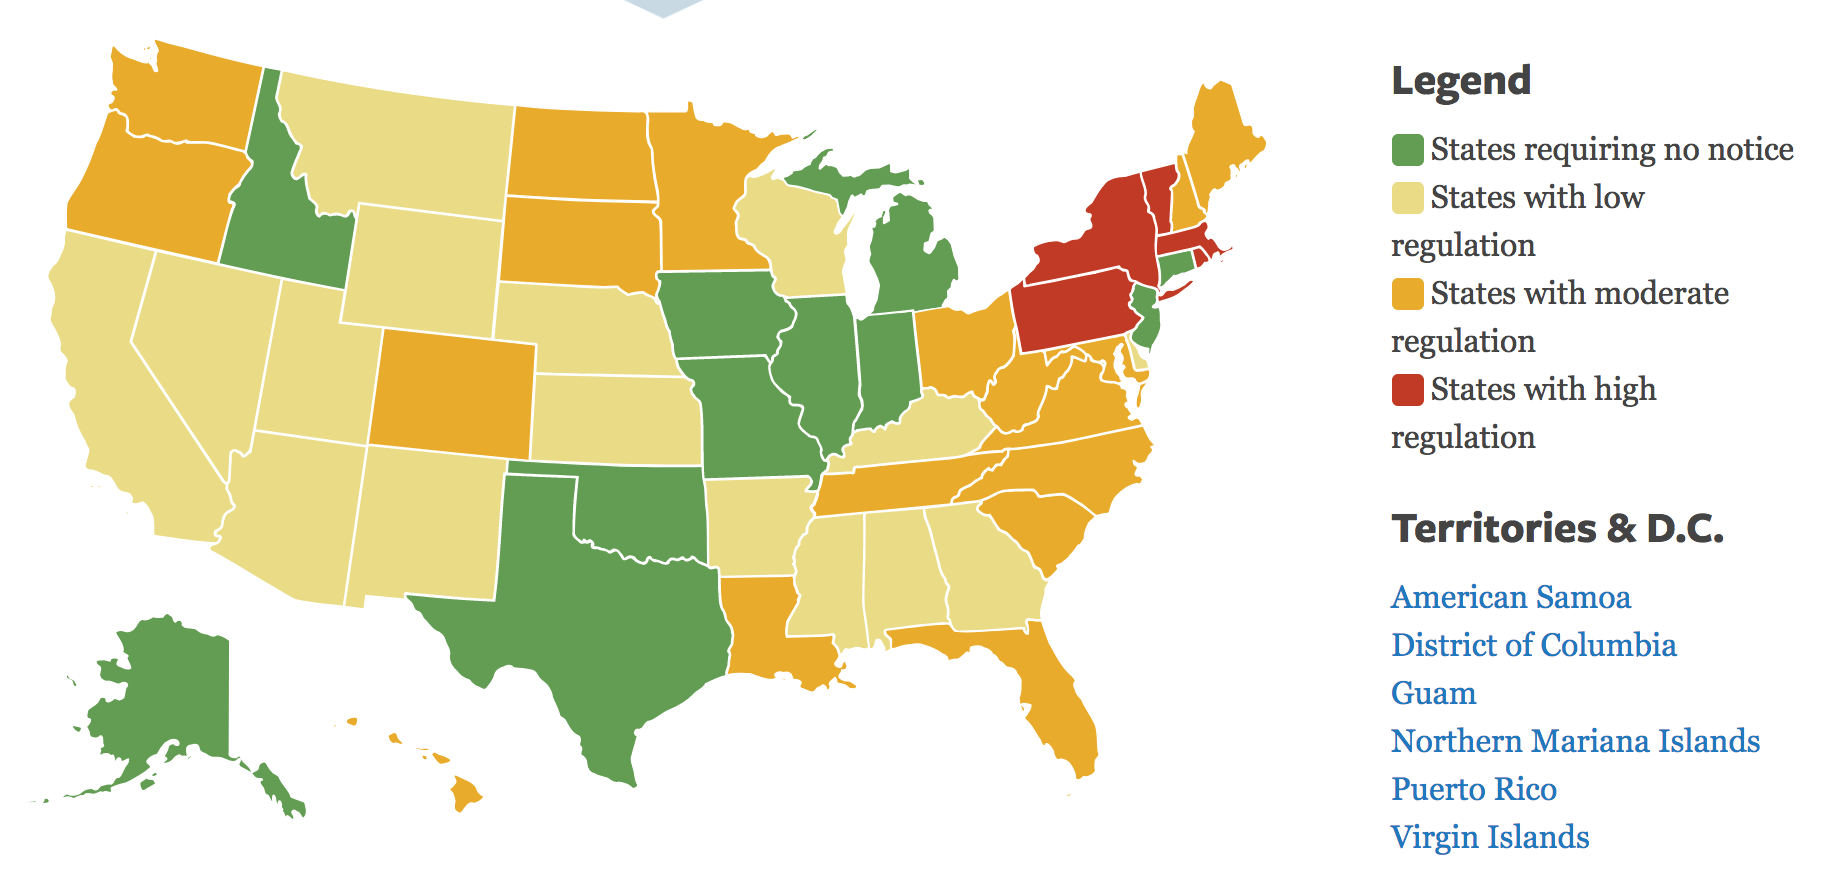 Legend
States requiring no notice
States with low
regulation
States with moderate
regulation
States with high
regulation
Territories & D.C.
American Samoa
District of Columbia
Guam
Northern Mariana Islands
Puerto Rico
Virgin Islands